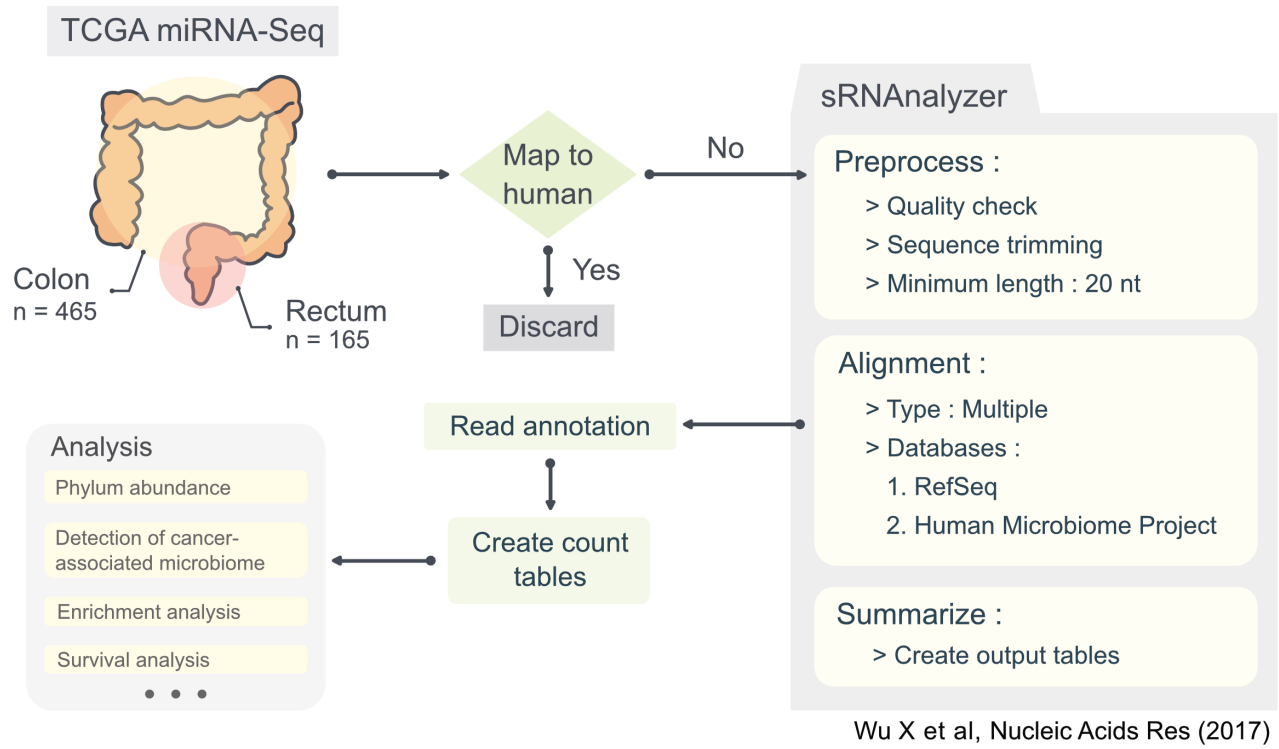 TCGA miRNA-Seq
Colon
n = 465
Rectum
n = 165
Map to
human
No
Yes
Discard
sRNAnalyzer
Preprocess :
> Quality check
> Sequence trimming
> Minimum length : 20 nt
Alignment :
> Type : Multiple
> Databases :
1. RefSeq
2. Human Microbiome Project
Summarize :
> Create output tables
Read annotation
Create count
tables
Analysis
Phylum abundance
Detection of cancer-
associated microbiome
Enrichment analysis
Survival analysis
• • •
Wu X et al, Nucleic Acids Res (2017)